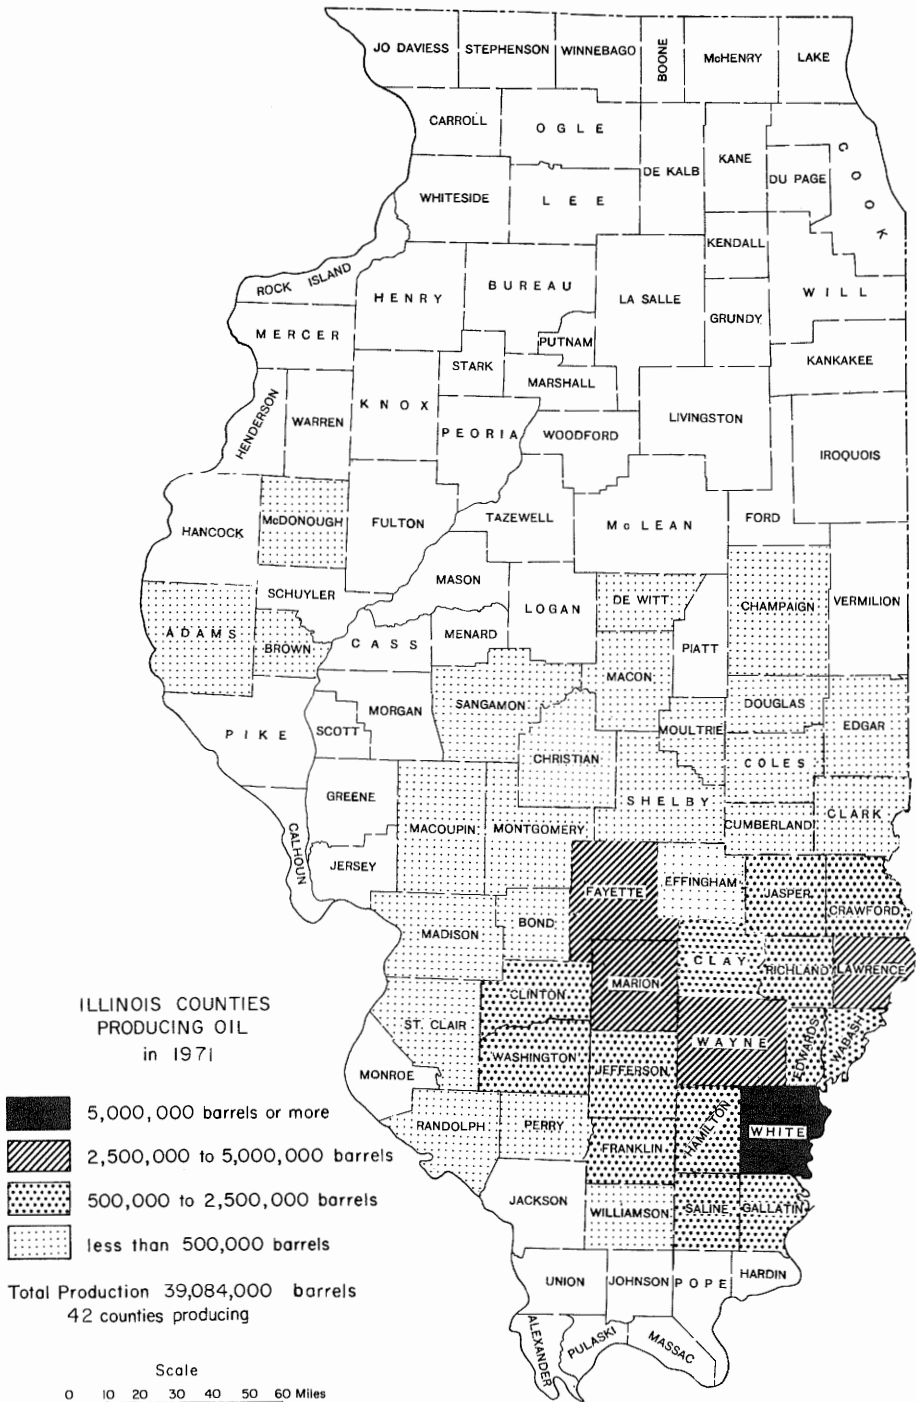 JO DAVIESS STEPHENSON WINNEBAGO BOONE McHENRY LAKE
CARROLL OGLE DE KALB KANE COOK
DU PAGE
WHITESIDE LEE
KENDALL
ROCK ISLAND HENRY BUREAU LA SALLE WILL
MERCER PUTNAM GRUNDY
STARK KANKAKEE
MARSHALL
HENDERSON WARREN KNOX PEORIA WOODFORD LIVINGSTON
IROQUOIS
HANCOCK McDONOUGH FULTON TAZEWELL McLEAN FORD
MASON
SCHUYLER LOGAN DE WITT CHAMPAIGN VERMILION
ADAMS BROWN CASS MENARD PIATT
MACON
SANGAMON DOUGLAS
PIKE SCOTT MORGAN MOULTRIE EDGAR
CHRISTIAN COLES
GREENE SHELBY
CALHOUN MACOUPIN MONTGOMERY CUMBERLAND CLARK
JERSEY
FAYETTE EFFINGHAM JASPER CRAWFORD
MADISON BOND
CLAY RICHLAND LAWRENCE
CLINTON MARION
ST. CLAIR
WASHINGTON WAYNE EDWARDS WABASH
MONROE JEFFERSON
RANDOLPH PERRY HAMILTON WHITE
FRANKLIN
JACKSON WILLIAMSON SALINE GALLATIN
UNION JOHNSON POPE HARDIN
ALEXANDER PULASKI MASSAC
ILLINOIS COUNTIES
PRODUCING OIL
in 1971
5,000,000 barrels or more
2,500,000 to 5,000,000 barrels
500,000 to 2,500,000 barrels
less than 500,000 barrels
Total Production 39,084,000 barrels
42 counties producing
Scale
0 10 20 30 40 50 60 Miles